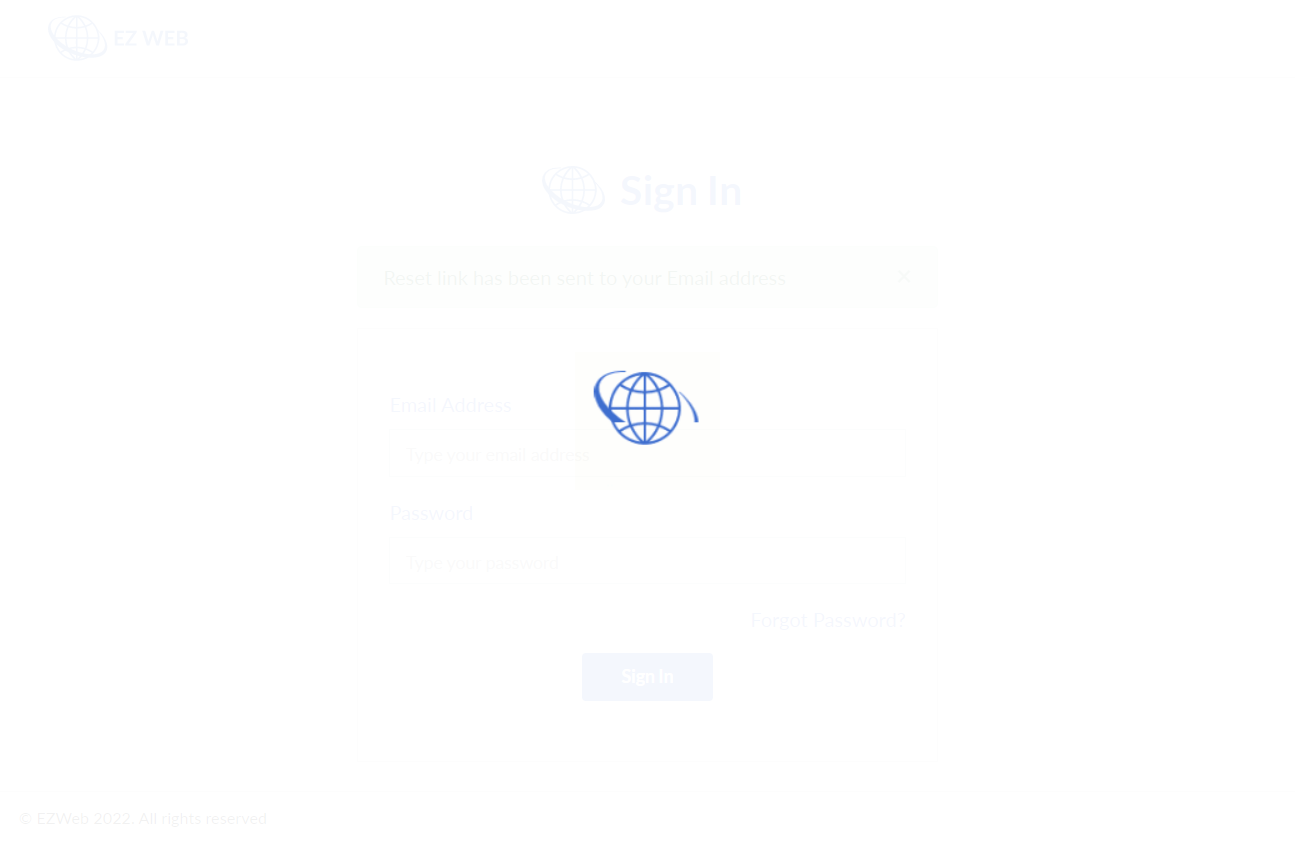 EZ WEB
Sign In
Reset link has been sent to your Email address
×
Email Address
Type your email address
Password
Type your password
Forgot Password?
Sign In
© EZWeb 2022. All rights reserved